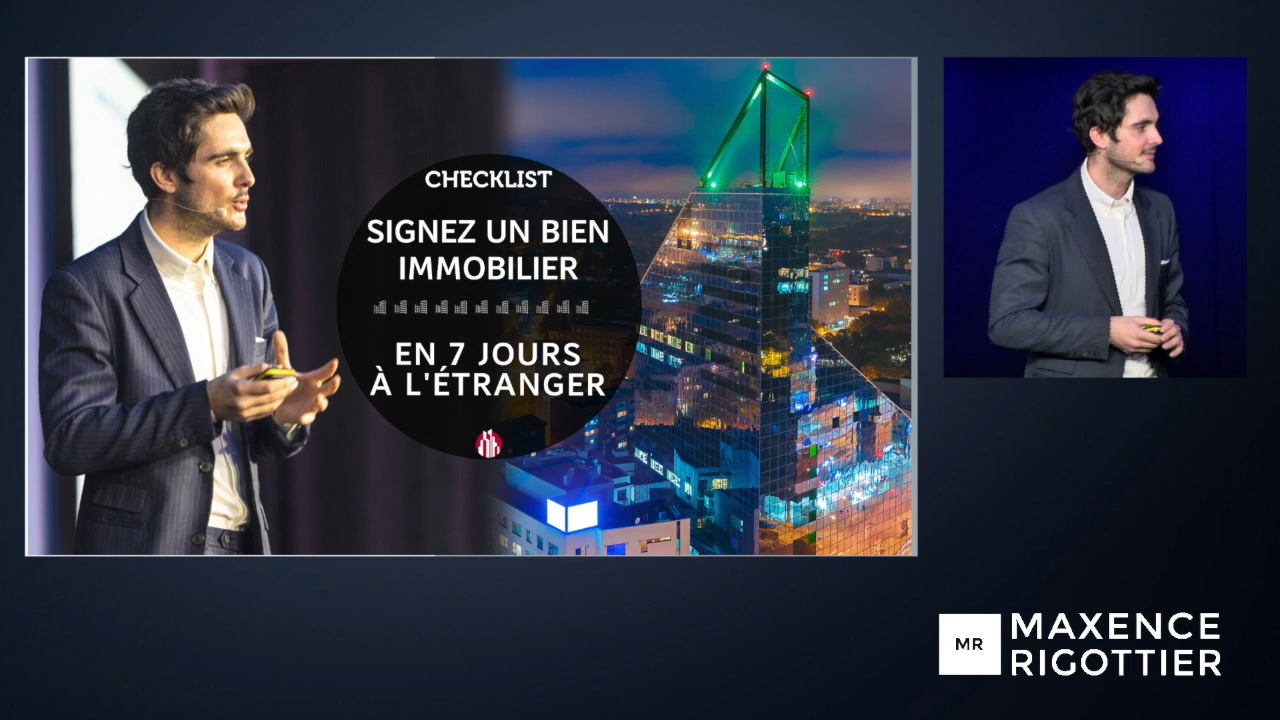 CHECKLIST
SIGNEZ UN BIEN
IMMOBILIER
EN 7 JOURS
À L'ÉTRANGER
MR
MAXENCE
RIGOTTIER